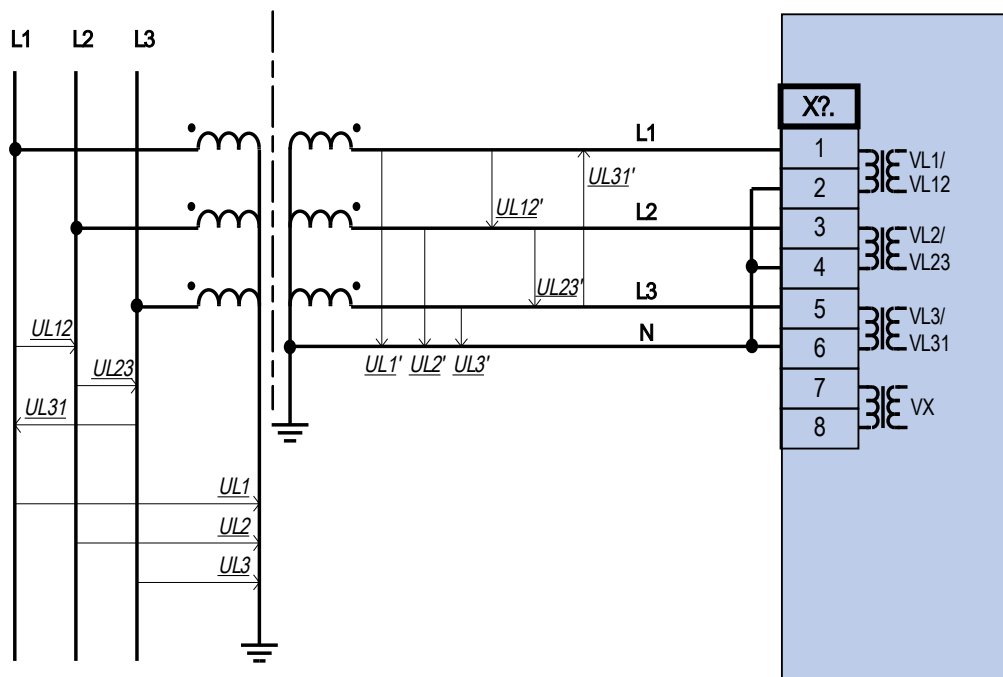 L1 L2 L3
X?.
L1
1
VL1/
UL31'
2
VL12
UL12'
L2
3
VL2/
4
VL23
UL23'
L3
5
VL3/
UL12
N
6
VL31
UL23
UL1' UL2' UL3'
7
UL31
VX
8
UL1
UL2
UL3